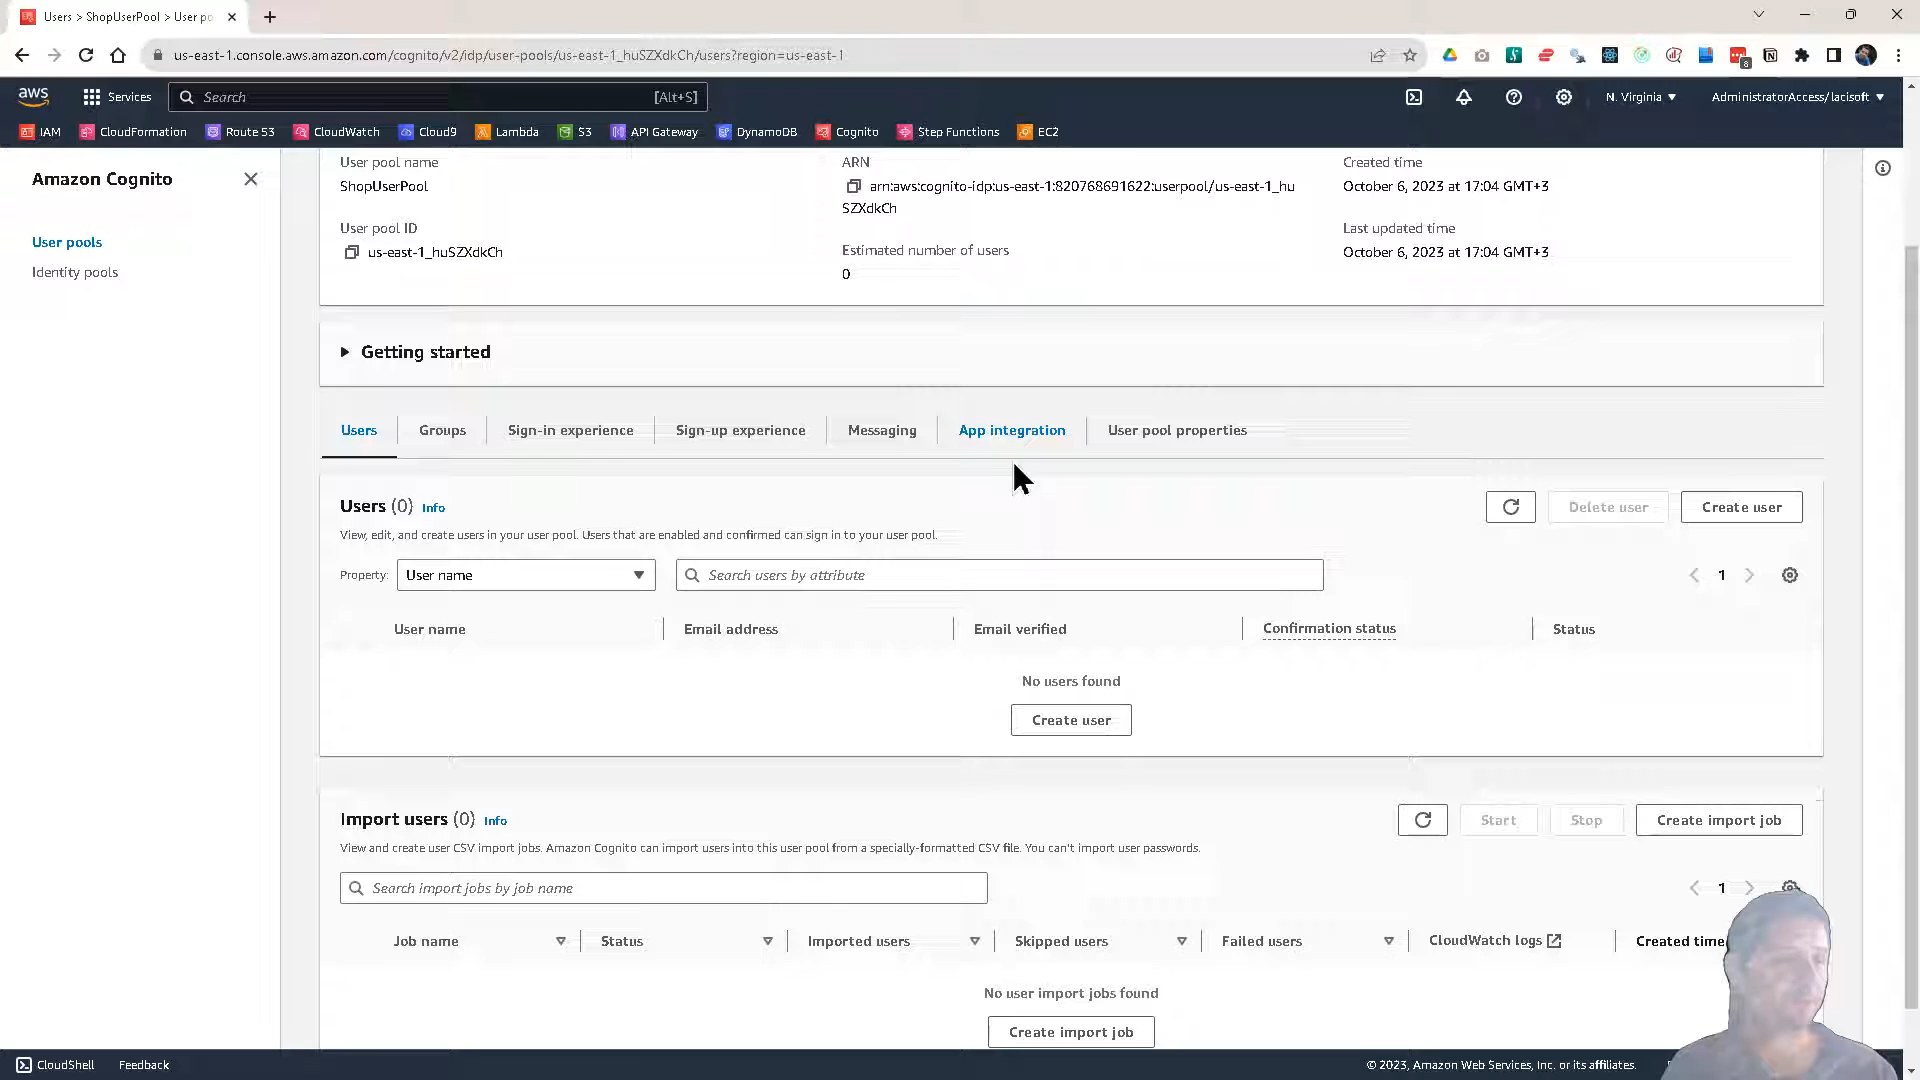 Users > ShopUserPool > User po
us-east-1.console.aws.amazon.com/cognito/v2/idp/user-pools/us-east-1_huSZXdkCh/users?region=us-east-1
8
aws
Services
Search
[Alt+S]
N. Virginia
AdministratorAccess/lacisoft
IAM
CloudFormation
Route 53
CloudWatch
Cloud9
Lambda
S3
API Gateway
DynamoDB
Cognito
Step Functions
EC2
Amazon Cognito
User pools
Identity pools
User pool name
ShopUserPool
User pool ID
us-east-1_huSZXdkCh
ARN
arn:aws:cognito-idp:us-east-1:820768691622:userpool/us-east-1_hu
SZXdkCh
Estimated number of users
0
Created time
October 6, 2023 at 17:04 GMT+3
Last updated time
October 6, 2023 at 17:04 GMT+3
Getting started
Users
Groups
Sign-in experience
Sign-up experience
Messaging
App integration
User pool properties
Users (0) Info
Delete user
Create user
View, edit, and create users in your user pool. Users that are enabled and confirmed can sign in to your user pool.
Property:
User name
Search users by attribute
1
User name
Email address
Email verified
Confirmation status
Status
No users found
Create user
Import users (0) Info
Start
Stop
Create import job
View and create user CSV import jobs. Amazon Cognito can import users into this user pool from a specially-formatted CSV file. You can't import user passwords.
Search import jobs by job name
1
Job name
Status
Imported users
Skipped users
Failed users
CloudWatch logs
Created time
No user import jobs found
Create import job
CloudShell
Feedback
© 2023, Amazon Web Services, Inc. or its affiliates.